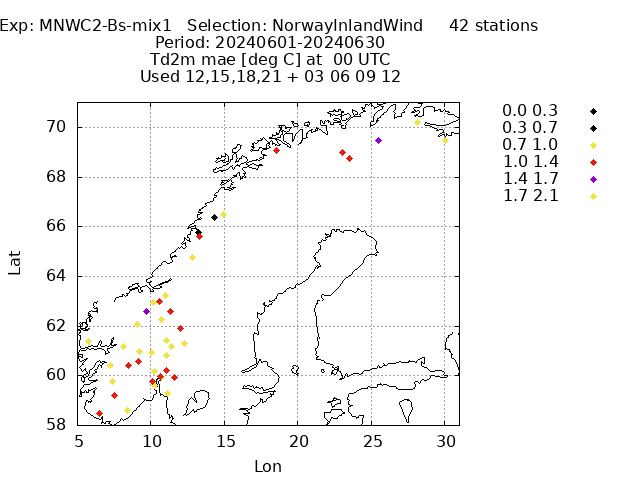 Exp: MNWC2-Bs-mix1 Selection: NorwayInlandWind 42 stations
Period: 20240601-20240630
Td2m mae [deg C] at 00 UTC
Used 12,15,18,21 + 03 06 09 12
0.0 0.3
0.3 0.7
0.7 1.0
1.0 1.4
1.4 1.7
1.7 2.1
70
68
66
64
62
60
58
Lat
5 10 15 20 25 30
Lon